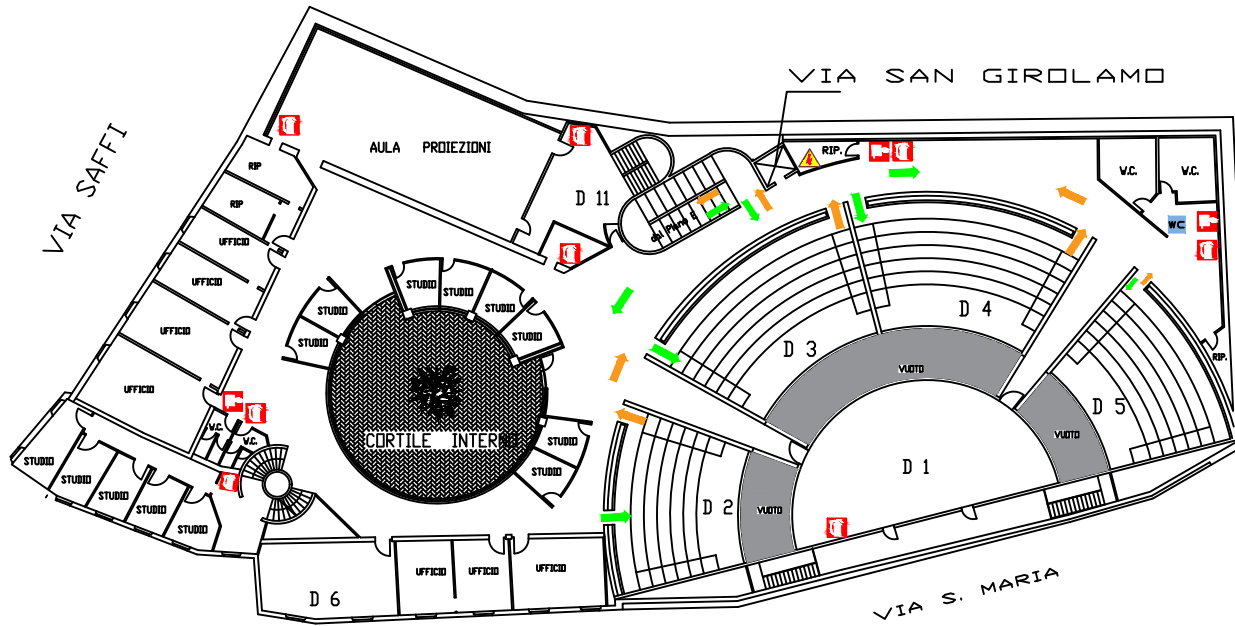 VIA SAN GIROLAMO
VIA SAFFI
AULA PROIEZIONI
RIP.
W.C.
W.C.
RIP
D 11
RIP
dal Piano
WC
UFFICIO
UFFICIO
STUDIO
STUDIO
STUDIO
STUDIO
STUDIO
STUDIO
D 4
D 3
UFFICIO
VUOTO
RIP.
UFFICIO
D 5
W.C.
W.C.
CORTILE INTERNO
STUDIO
STUDIO
VUOTO
STUDIO
STUDIO
STUDIO
STUDIO
STUDIO
D 1
D 2
VUOTO
UFFICIO
UFFICIO
UFFICIO
D 6
VIA S. MARIA